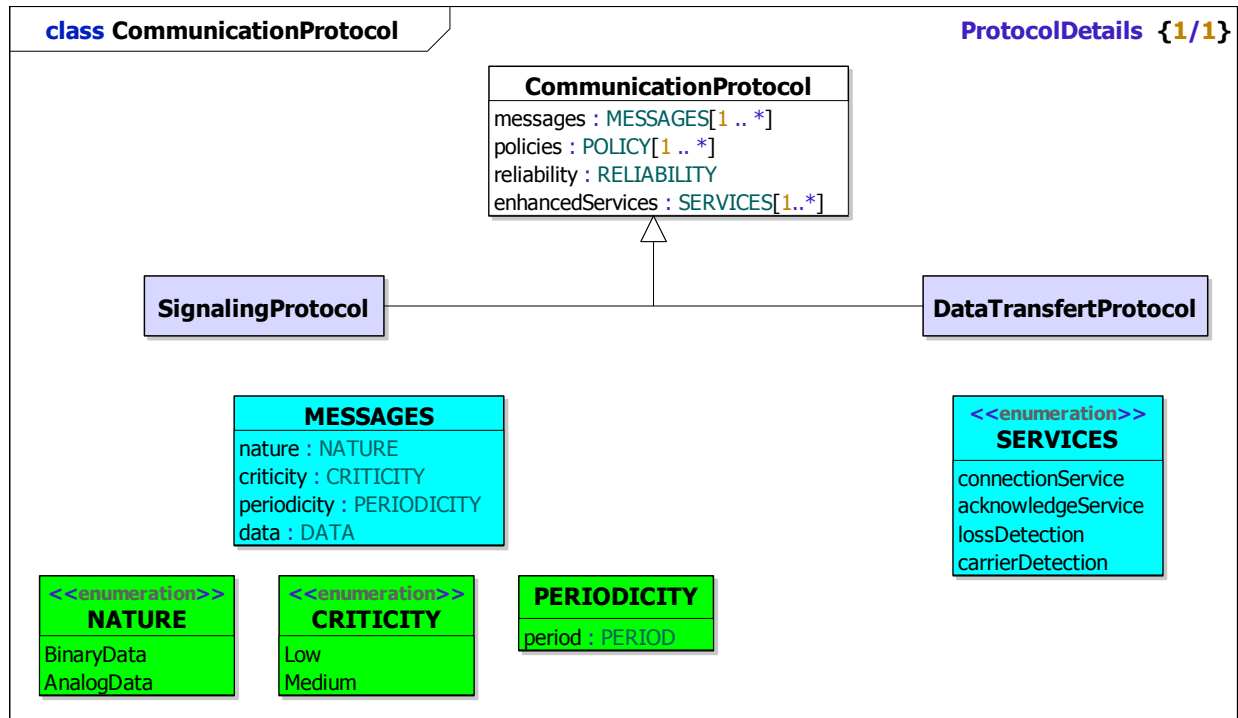 class CommunicationProtocol
ProtocolDetails {1/1}
CommunicationProtocol
messages : MESSAGES[1 .. *]
policies : POLICY[1 .. *]
reliability : RELIABILITY
enhancedServices : SERVICES[1..*]
SignalingProtocol
DataTransfertProtocol
MESSAGES
nature : NATURE
criticity : CRITICITY
periodicity : PERIODICITY
data : DATA
<<enumeration>>
SERVICES
connectionService
acknowledgeService
lossDetection
carrierDetection
<<enumeration>>
NATURE
BinaryData
AnalogData
<<enumeration>>
CRITICITY
Low
Medium
PERIODICITY
period : PERIOD